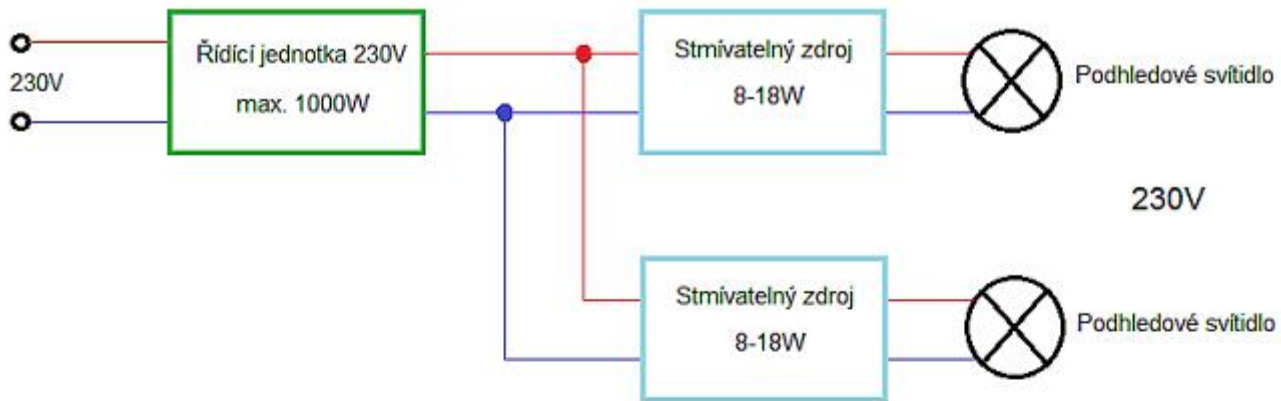 230V
Řídící jednotka 230V
max. 1000W
Stmívatelný zdroj
8-18W
Podhledové svítidlo
230V
Stmívatelný zdroj
8-18W
Podhledové svítidlo